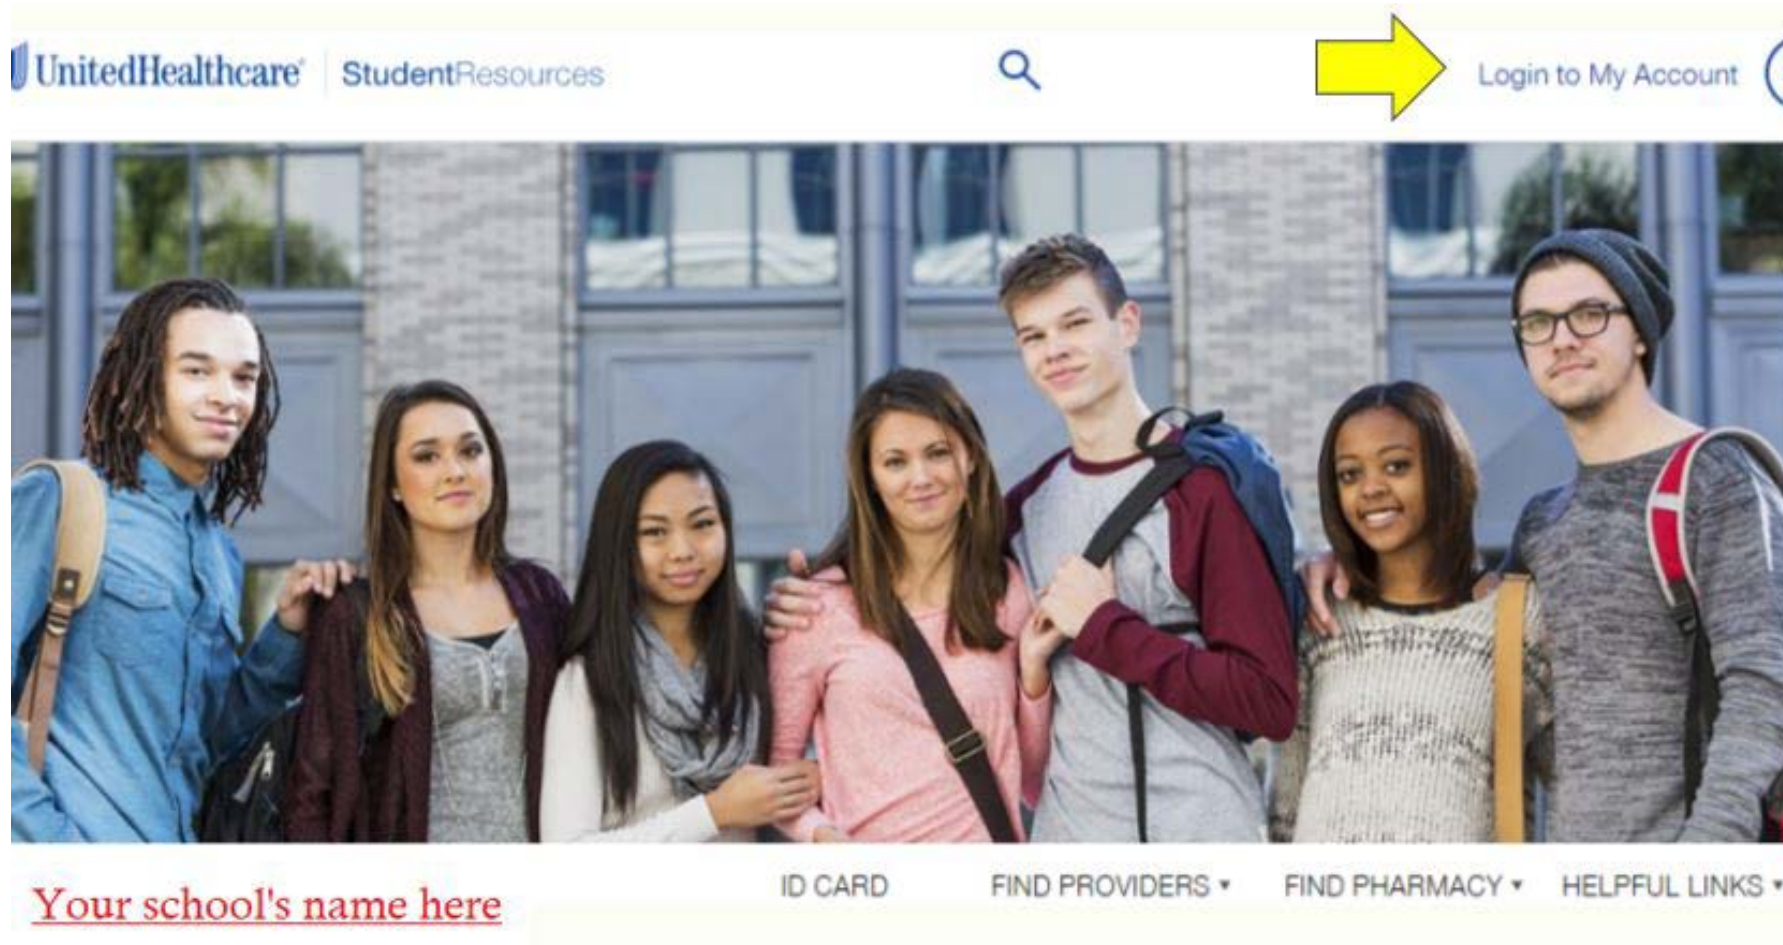 UnitedHealthcare® StudentResources Login to My Account
Your school's name here
ID CARD FIND PROVIDERS ▾ FIND PHARMACY ▾ HELPFUL LINKS ▾